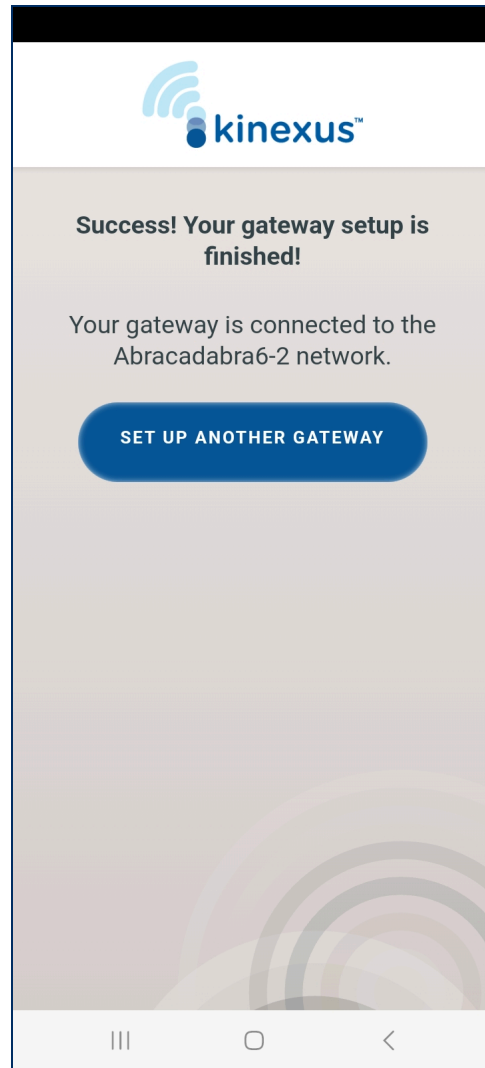 kinexus™
Success! Your gateway setup is
finished!
Your gateway is connected to the
Abracadabra6-2 network.
SET UP ANOTHER GATEWAY